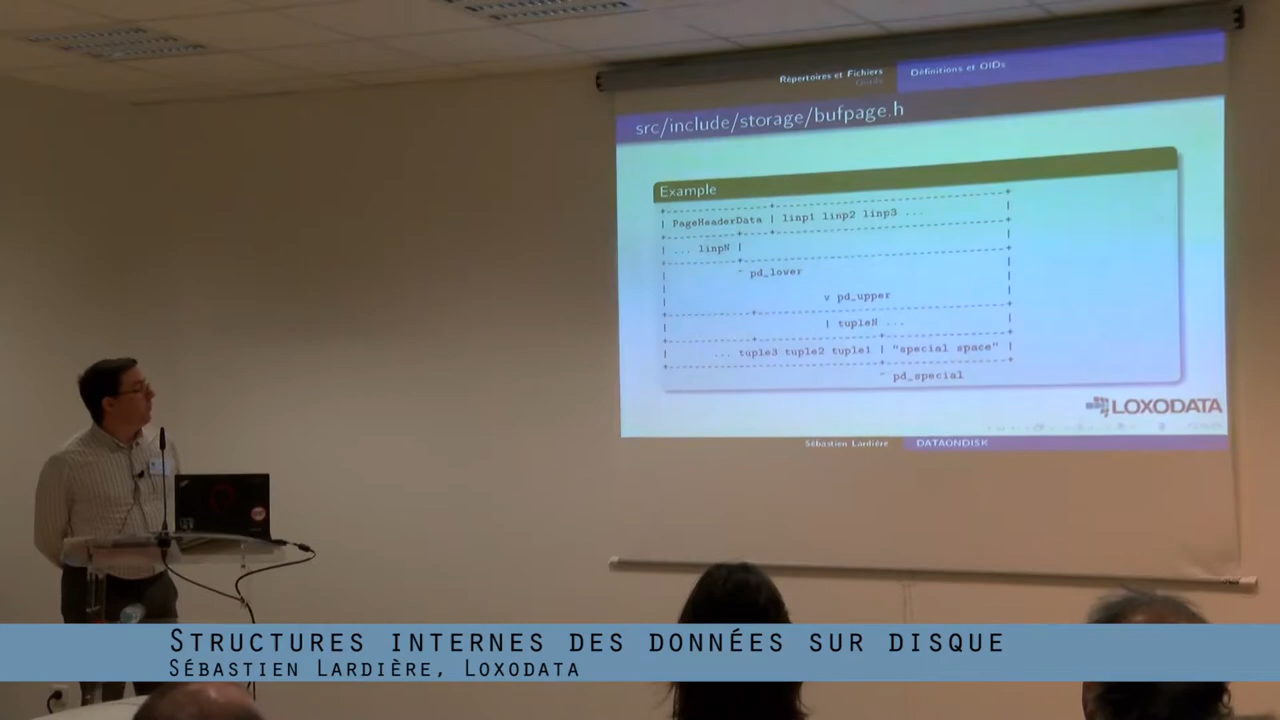 Répertoires et Fichiers
Définitions et OIDs
Outils
src/include/storage/bufpage.h
Example
| PageHeaderData | linp1 linp2 linp3 ...
| ... linpN |
^ pd_lower
v pd_upper
| tupleN ...
| ... tuple3 tuple2 tuple1 | "special space" |
^ pd_special
LOXODATA
Sébastien Lardière
DATAONDISK
Structures internes des données sur disque
Sébastien Lardière, Loxodata